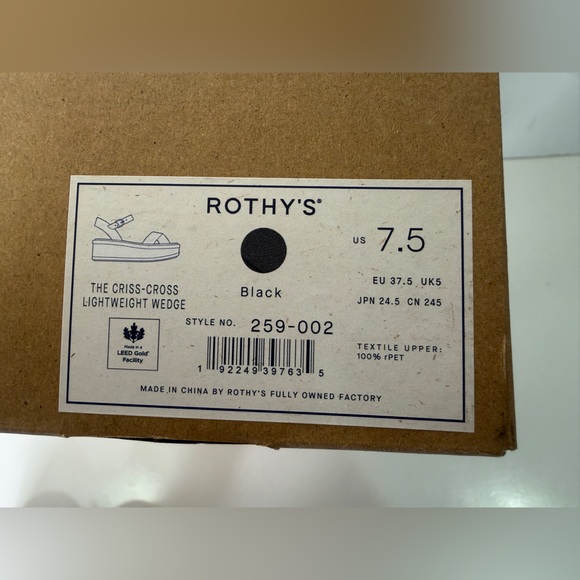 ROTHY'S®
US 7.5
Black
EU 37.5 UK5
JPN 24.5 CN 245
THE CRISS-CROSS
LIGHTWEIGHT WEDGE
STYLE NO. 259-002
Made in a
LEED Gold®
Facility
TEXTILE UPPER:
100% rPET
1 92249 39763 5
MADE IN CHINA BY ROTHY'S FULLY OWNED FACTORY